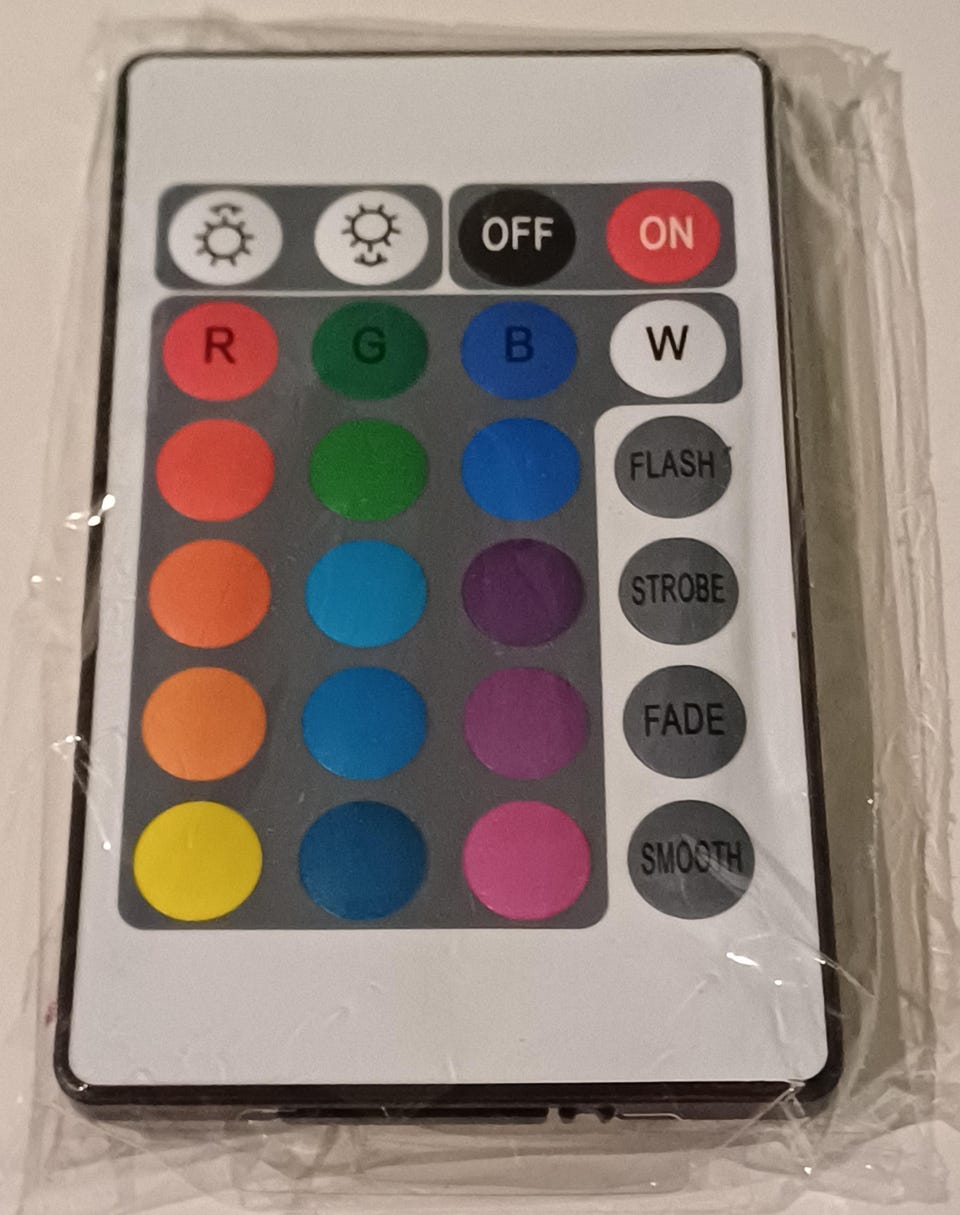 OFF ON
R G B W
FLASH
STROBE
FADE
SMOOTH